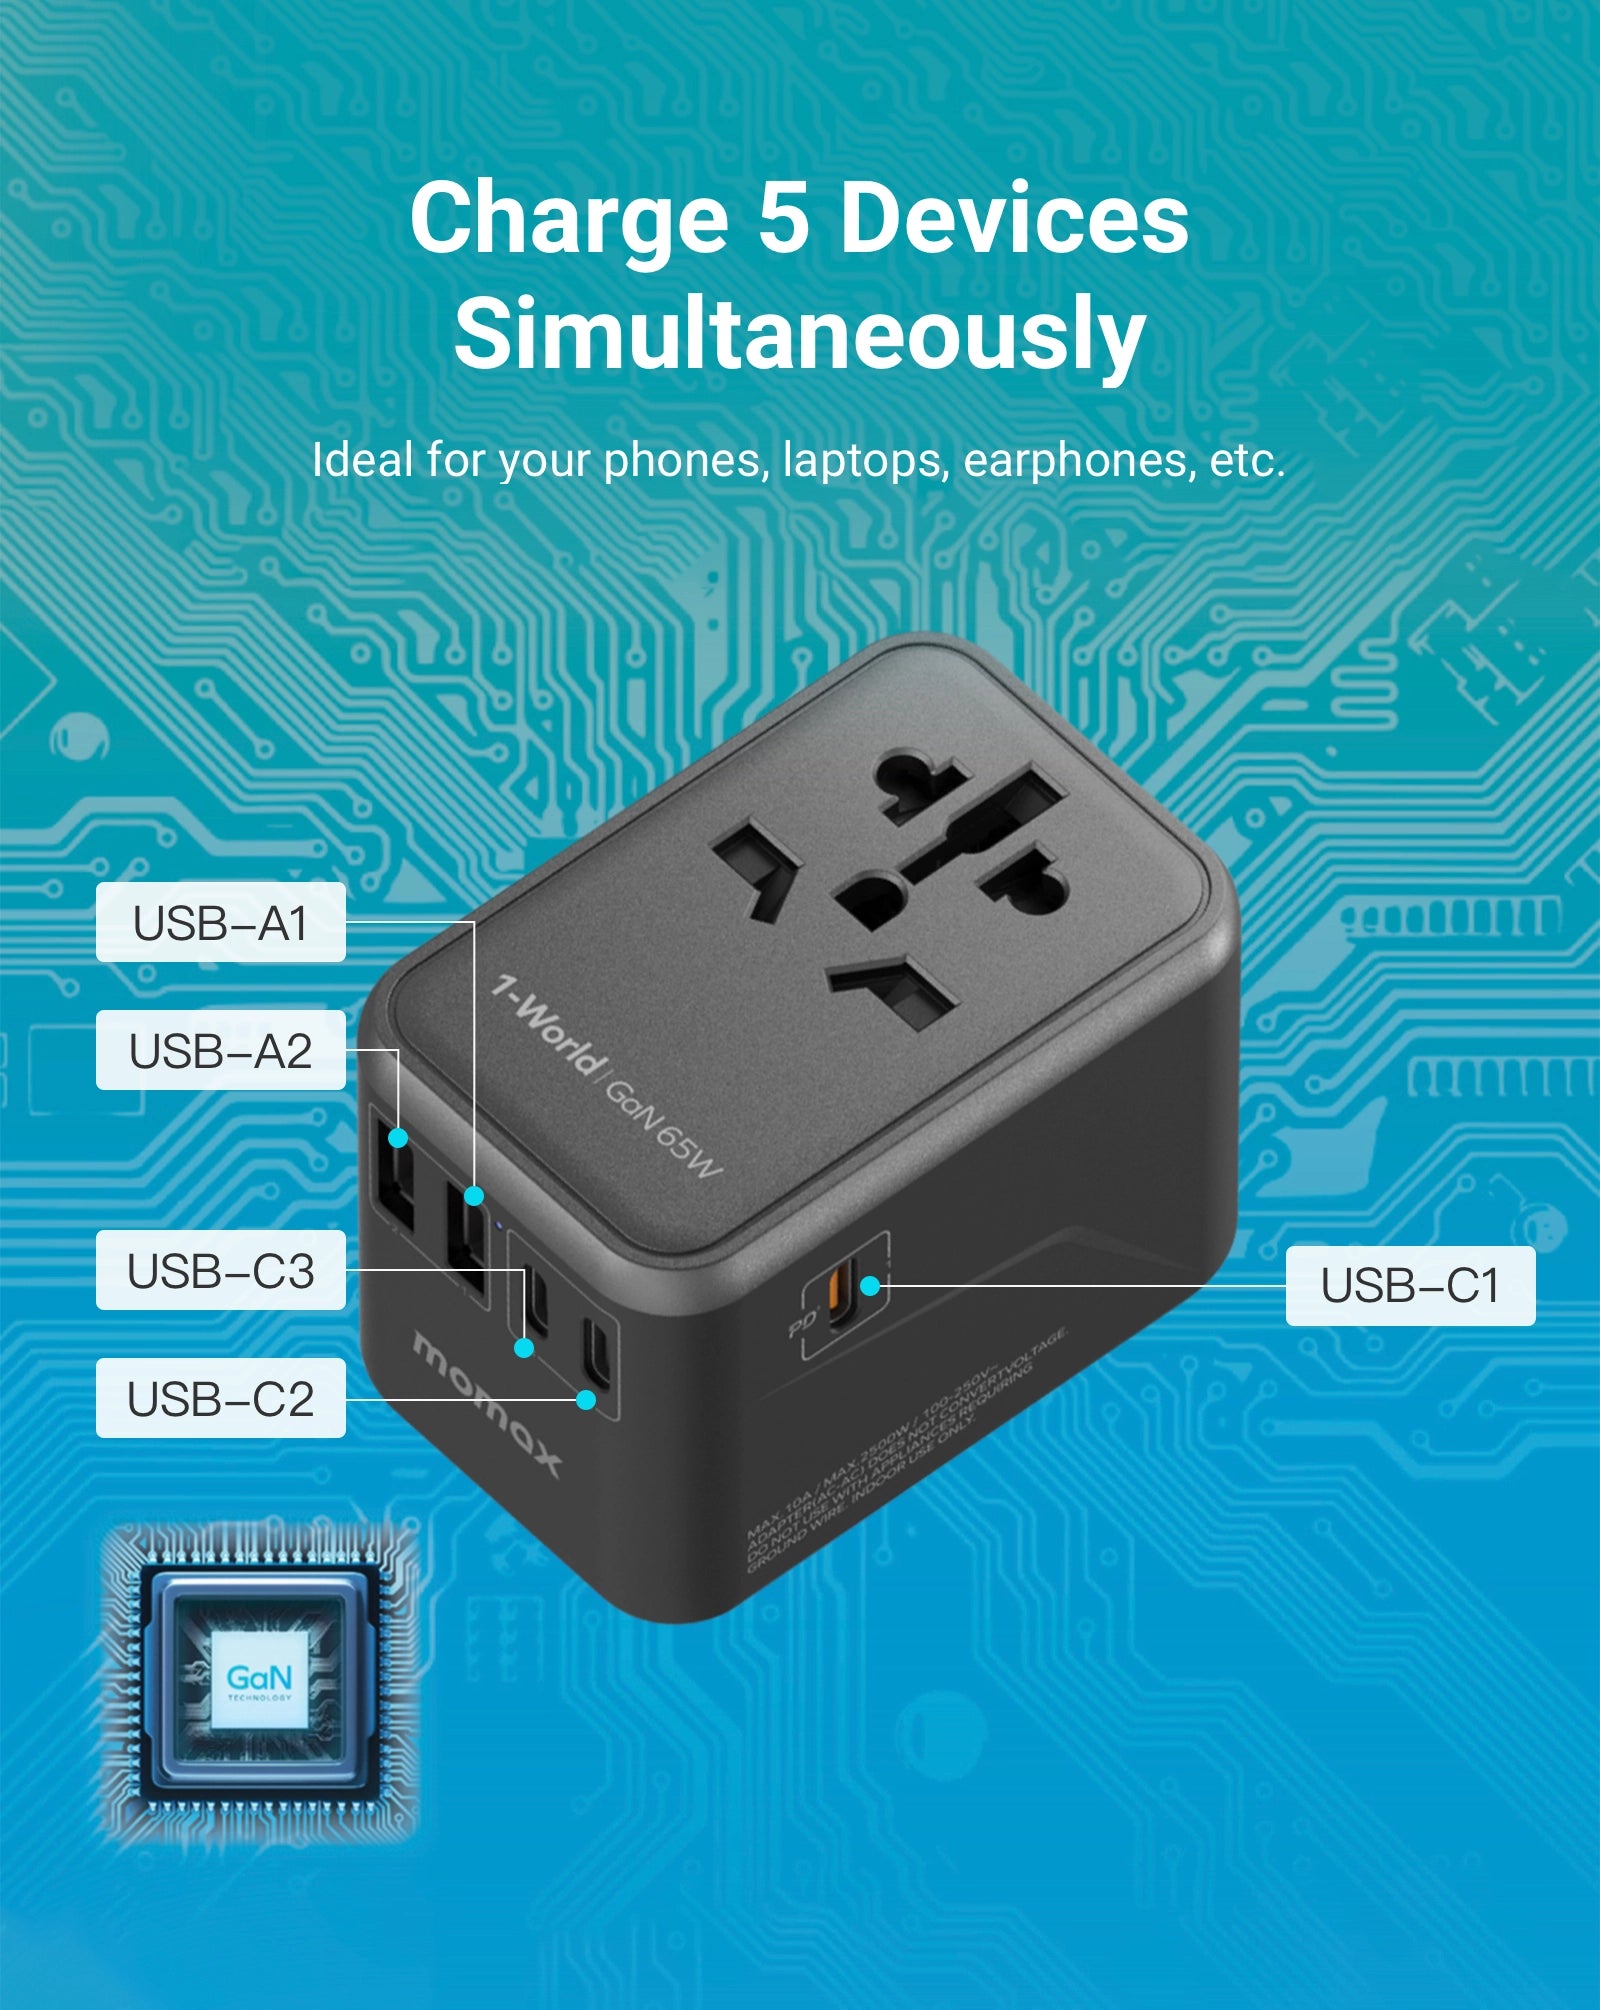 Charge 5 Devices
Simultaneously
Ideal for your phones, laptops, earphones, etc.
USB-A1
USB-A2
1-World | GaN 65W
USB-C3
USB-C1
PD
USB-C2
momax
MAX. 10A / MAX.2500W / 100-250V~
ADAPTER(AC-AC) DOES NOT CONVERTVOLTAGE.
DO NOT USE WITH APPLIANCES REQUIRING
GROUND WIRE. INDOOR USE ONLY.
GaN
TECHNOLOGY